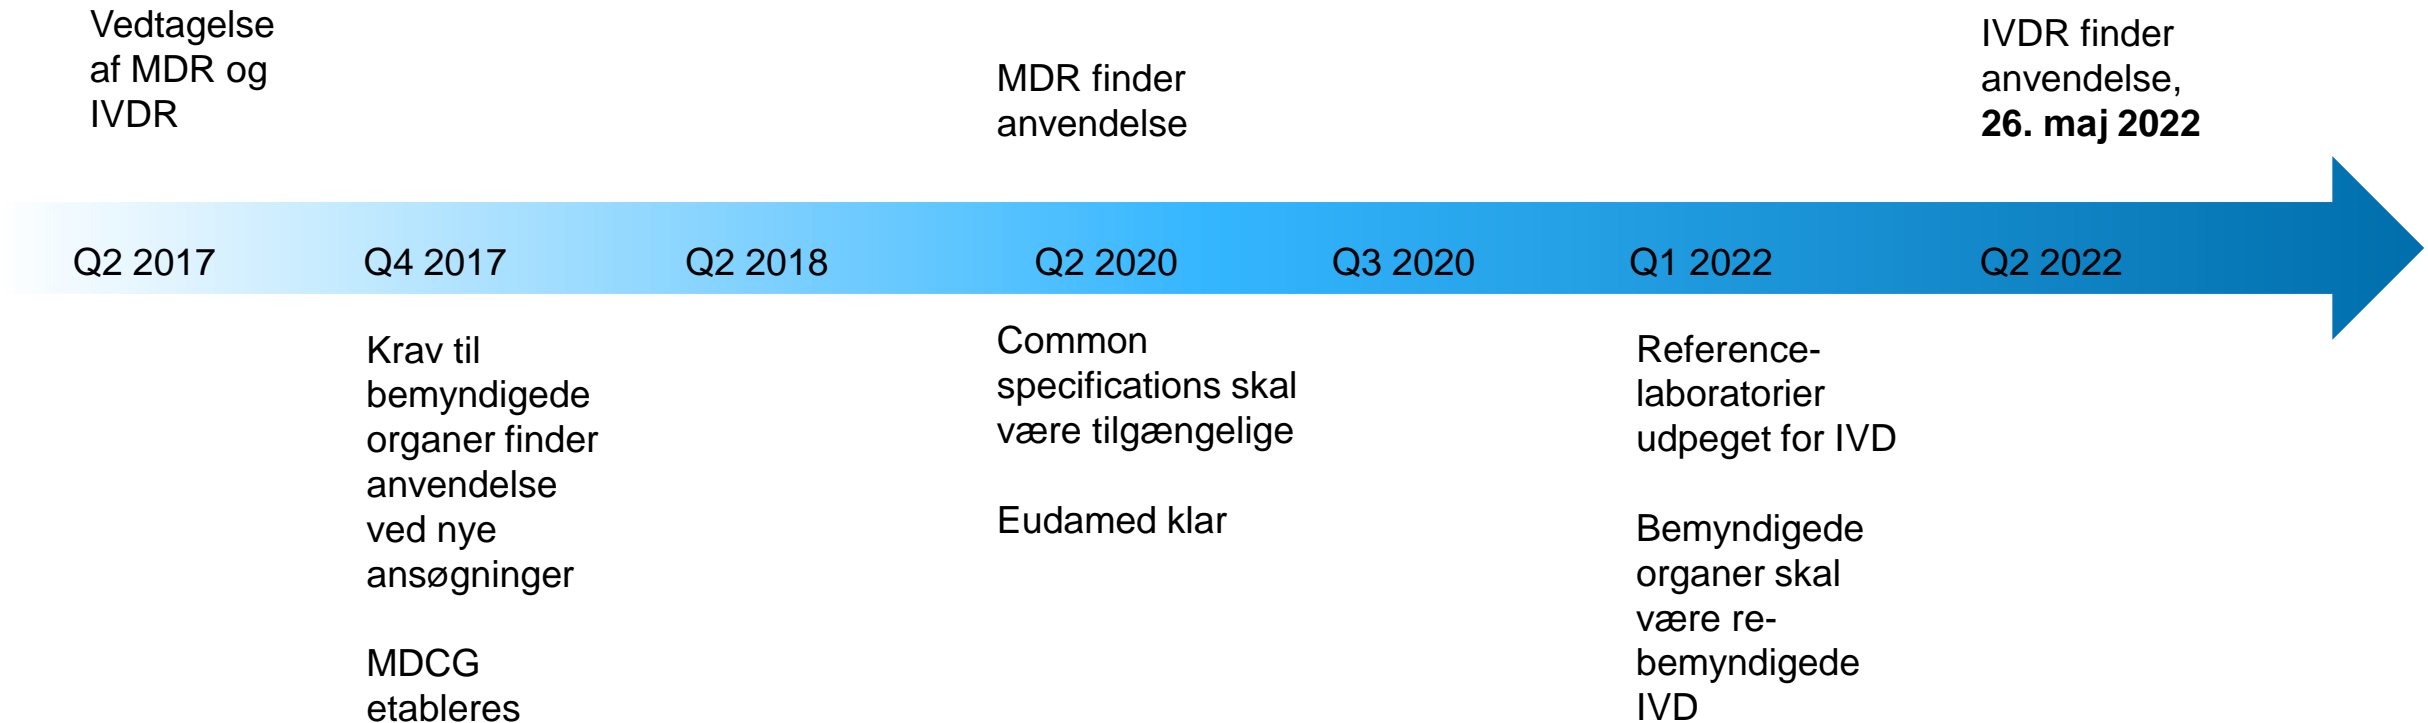 Vedtagelse
af MDR og
IVDR
MDR finder
anvendelse
IVDR finder
anvendelse,
26. maj 2022
Q2 2017
Q4 2017
Q2 2018
Q2 2020
Q3 2020
Q1 2022
Q2 2022
Krav til
bemyndigede
organer finder
anvendelse
ved nye
ansøgninger
MDCG
etableres
Common
specifications skal
være tilgængelige
Eudamed klar
Reference-
laboratorier
udpeget for IVD
Bemyndigede
organer skal
være re-
bemyndigede
IVD